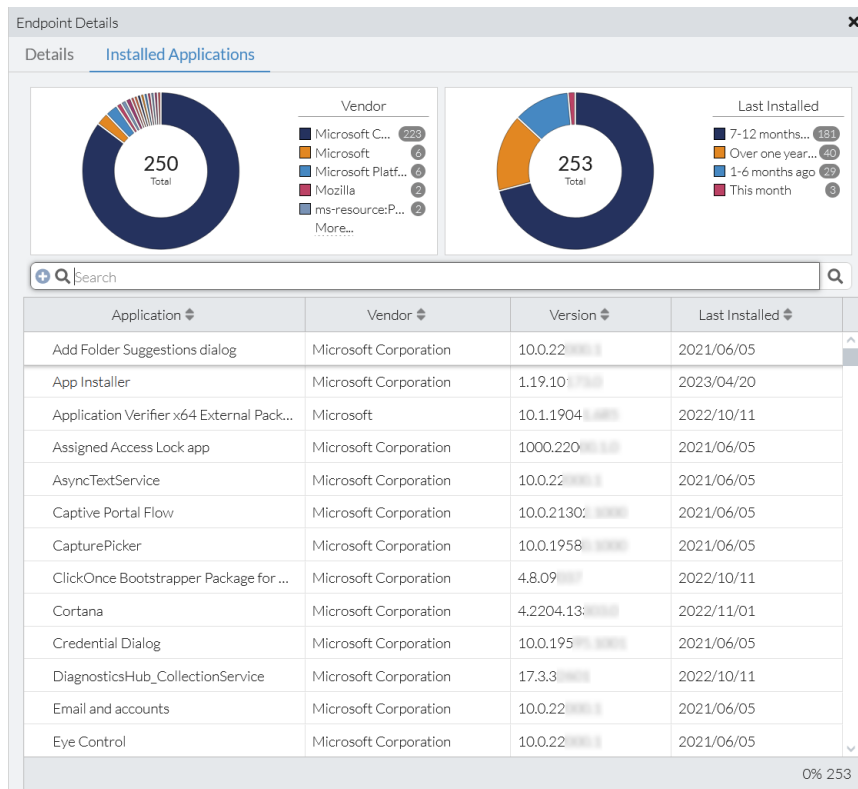 Endpoint Details
Details Installed Applications
250
Total
Vendor
Microsoft C... 223
Microsoft 6
Microsoft Platf... 6
Mozilla 2
ms-resource:P... 2
More...
253
Total
Last Installed
7-12 months... 181
Over one year... 40
1-6 months ago 29
This month 3
Search
Application Vendor Version Last Installed
Add Folder Suggestions dialog Microsoft Corporation 10.0.22 2021/06/05
App Installer Microsoft Corporation 1.19.10 2023/04/20
Application Verifier x64 External Pack... Microsoft 10.1.1904 2022/10/11
Assigned Access Lock app Microsoft Corporation 1000.220 2021/06/05
AsyncTextService Microsoft Corporation 10.0.22 2021/06/05
Captive Portal Flow Microsoft Corporation 10.0.2130 2021/06/05
CapturePicker Microsoft Corporation 10.0.1958 2021/06/05
ClickOnce Bootstrapper Package for ... Microsoft Corporation 4.8.09 2022/10/11
Cortana Microsoft Corporation 4.2204.13 2022/11/01
Credential Dialog Microsoft Corporation 10.0.195 2021/06/05
DiagnosticsHub_CollectionService Microsoft Corporation 17.3.3 2022/10/11
Email and accounts Microsoft Corporation 10.0.22 2021/06/05
Eye Control Microsoft Corporation 10.0.22 2021/06/05
0% 253